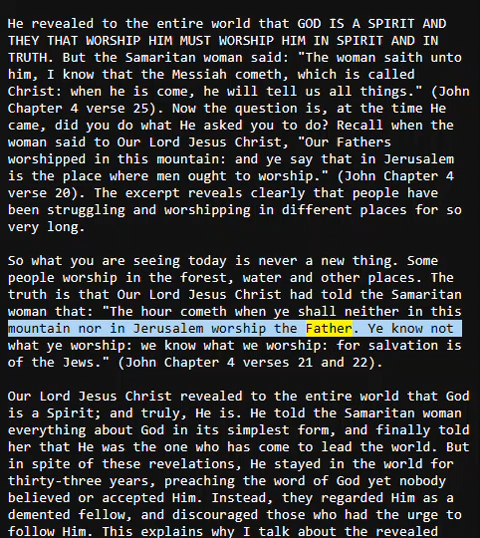 He revealed to the entire world that GOD IS A SPIRIT AND
THEY THAT WORSHIP HIM MUST WORSHIP HIM IN SPIRIT AND IN
TRUTH. But the Samaritan woman said: "The woman saith unto
him, I know that the Messiah cometh, which is called
Christ: when he is come, he will tell us all things." (John
Chapter 4 verse 25). Now the question is, at the time He
came, did you do what He asked you to do? Recall when the
woman said to Our Lord Jesus Christ, "Our Fathers
worshipped in this mountain: and ye say that in Jerusalem
is the place where men ought to worship." (John Chapter 4
verse 20). The excerpt reveals clearly that people have
been struggling and worshipping in different places for so
very long.

So what you are seeing today is never a new thing. Some
people worship in the forest, water and other places. The
truth is that Our Lord Jesus Christ had told the Samaritan
woman that: "The hour cometh when ye shall neither in this
mountain nor in Jerusalem worship the Father. Ye know not
what ye worship: we know what we worship: for salvation is
of the Jews." (John Chapter 4 verses 21 and 22).

Our Lord Jesus Christ revealed to the entire world that God
is a Spirit; and truly, He is. He told the Samaritan woman
everything about God in its simplest form, and finally told
her that He was the one who has come to lead the world. But
in spite of these revelations, He stayed in the world for
thirty-three years, preaching the word of God yet nobody
believed or accepted Him. Instead, they regarded Him as a
demented fellow, and discouraged those who had the urge to
follow Him. This explains why I talk about the revealed